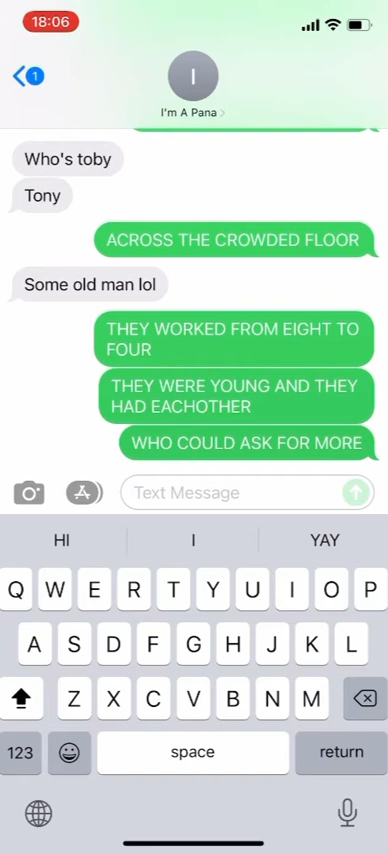 18:06
1
I
I'm A Pana
Who's toby
Tony
ACROSS THE CROWDED FLOOR
Some old man lol
THEY WORKED FROM EIGHT TO
FOUR
THEY WERE YOUNG AND THEY
HAD EACHOTHER
WHO COULD ASK FOR MORE
Text Message
HI I YAY
Q W E R T Y U I O P
A S D F G H J K L
Z X C V B N M
123 space return